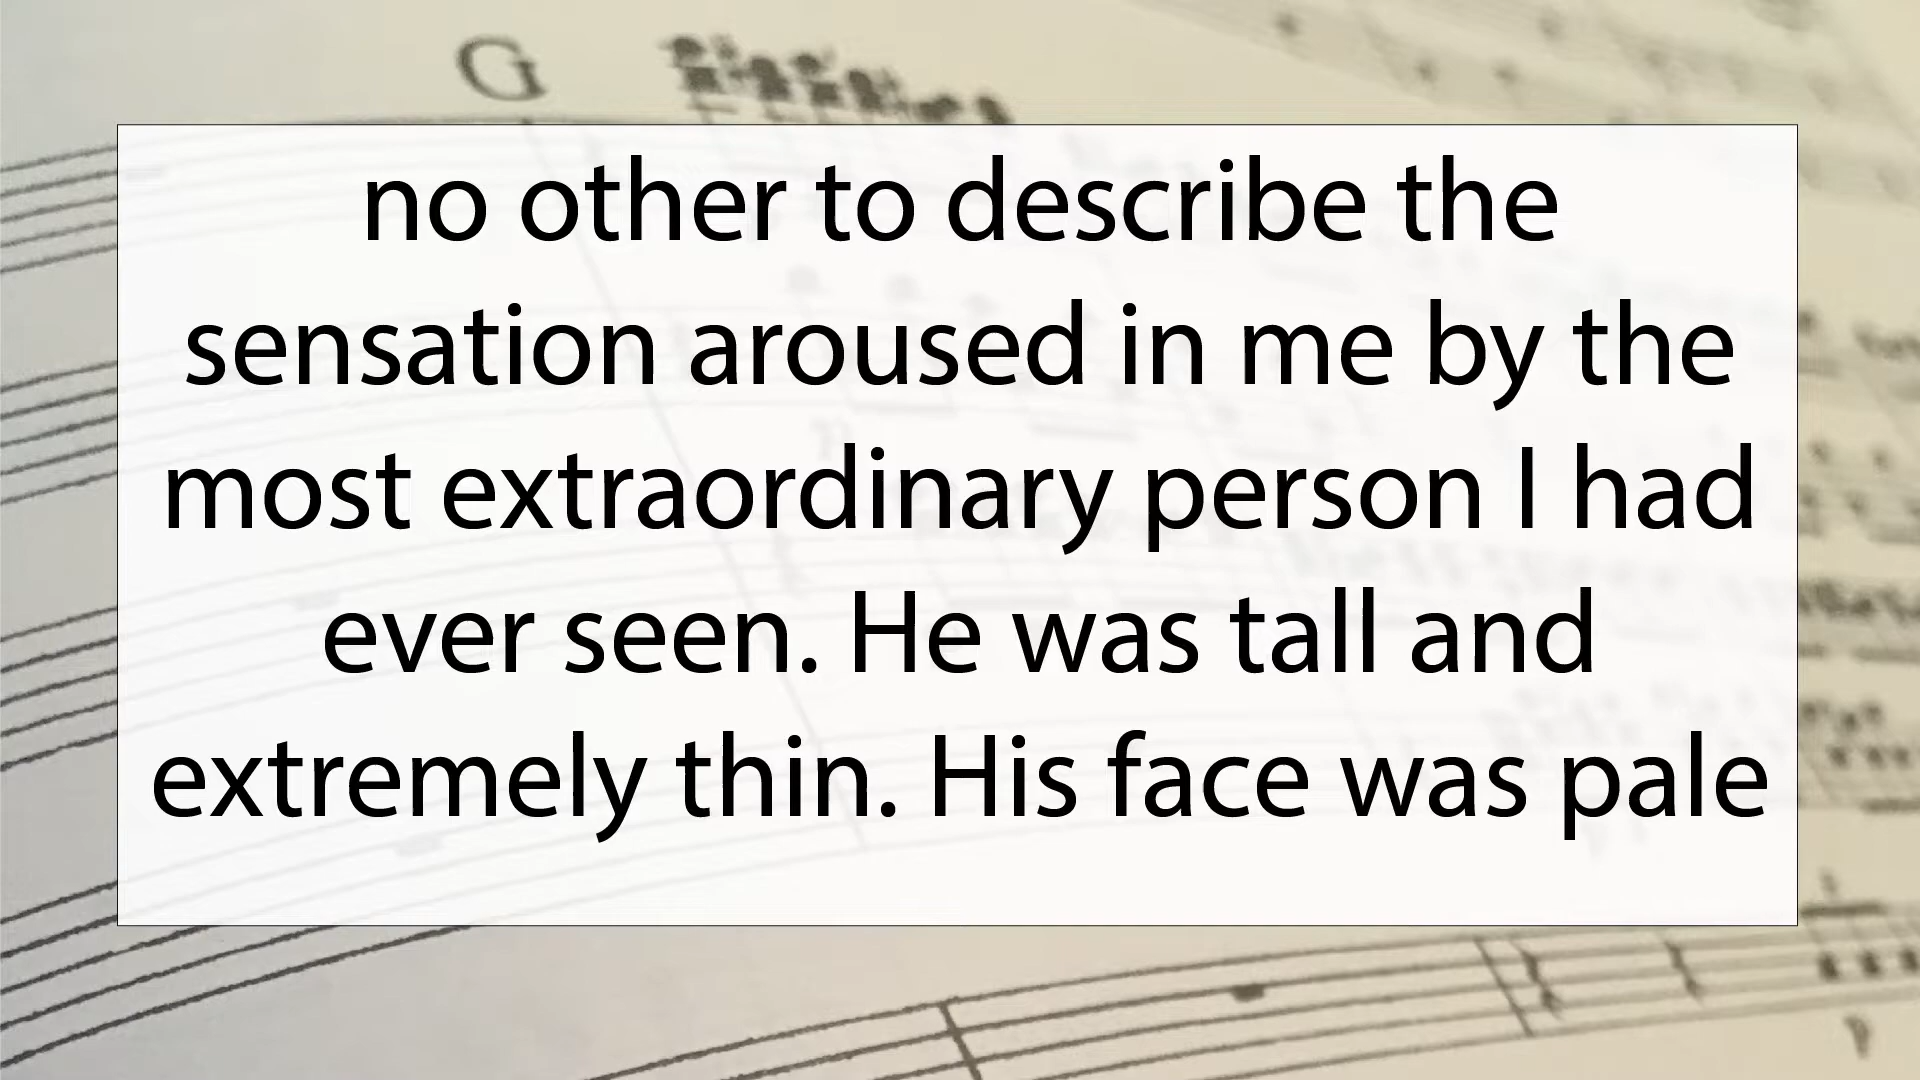 G
no other to describe the
sensation aroused in me by the
most extraordinary person I had
ever seen. He was tall and
extremely thin. His face was pale